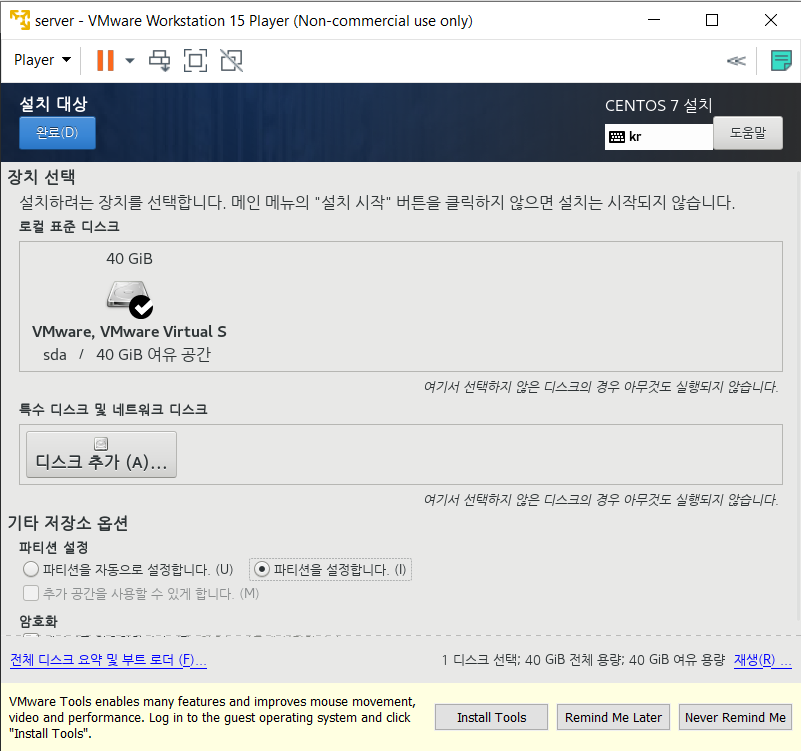 server - VMware Workstation 15 Player (Non-commercial use only)
Player
설치 대상
CENTOS 7 설치
완료(D)
kr
도움말
장치 선택
설치하려는 장치를 선택합니다. 메인 메뉴의 "설치 시작" 버튼을 클릭하지 않으면 설치는 시작되지 않습니다.
로컬 표준 디스크
40 GiB
VMware, VMware Virtual S
sda / 40 GiB 여유 공간
여기서 선택하지 않은 디스크의 경우 아무것도 실행되지 않습니다.
특수 디스크 및 네트워크 디스크
디스크 추가 (A)...
여기서 선택하지 않은 디스크의 경우 아무것도 실행되지 않습니다.
기타 저장소 옵션
파티션 설정
파티션을 자동으로 설정합니다. (U) 파티션을 설정합니다. (I)
추가 공간을 사용할 수 있게 합니다. (M)
암호화
전체 디스크 요약 및 부트 로더 (F)... 1 디스크 선택; 40 GiB 전체 용량; 40 GiB 여유 용량 재생(R) ...
VMware Tools enables many features and improves mouse movement,
video and performance. Log in to the guest operating system and click
"Install Tools".
Install Tools
Remind Me Later
Never Remind Me